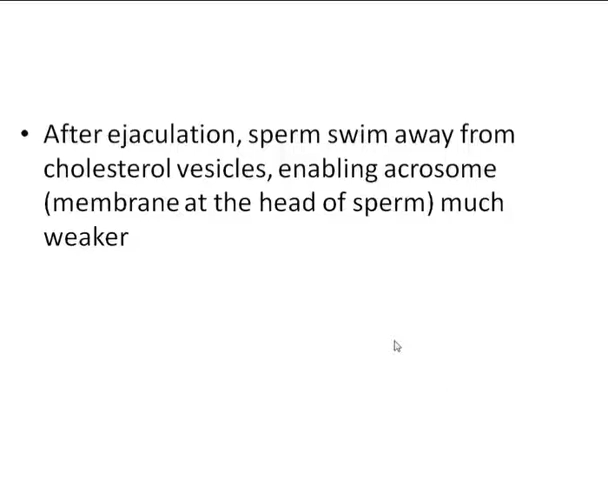 • After ejaculation, sperm swim away from
cholesterol vesicles, enabling acrosome
(membrane at the head of sperm) much
weaker